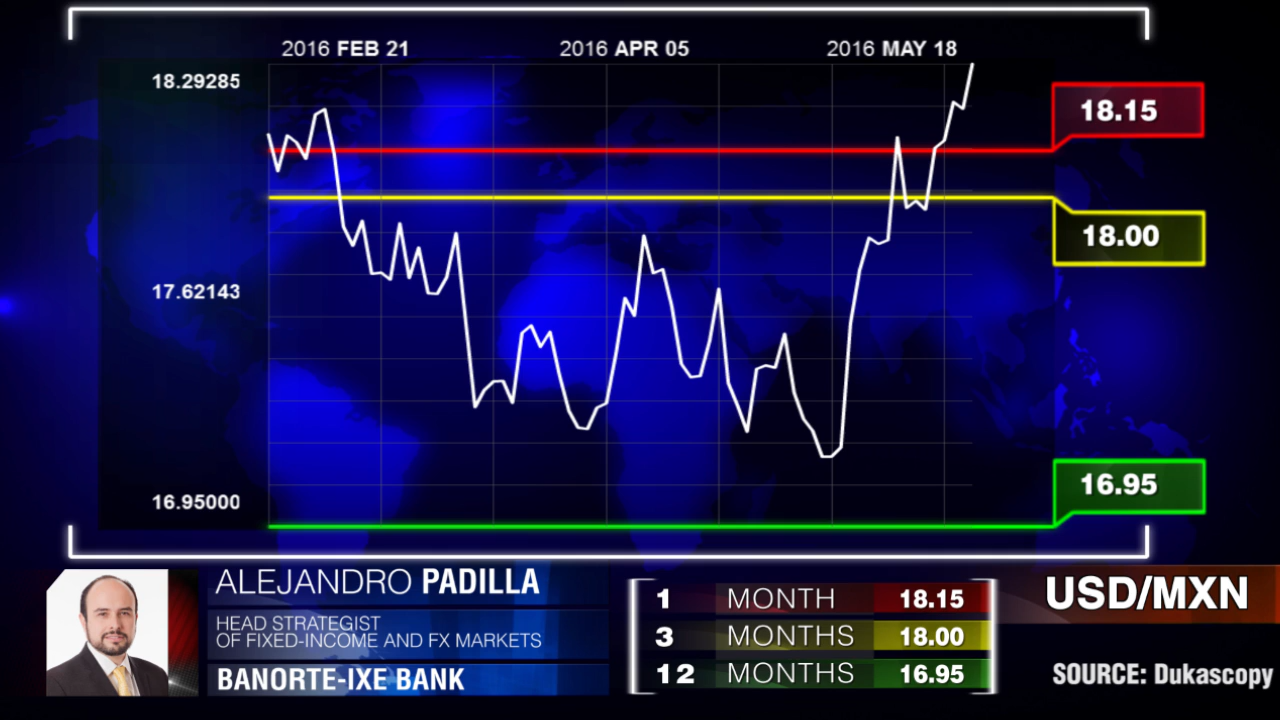 2016 FEB 21
2016 APR 05
2016 MAY 18
18.29285
17.62143
16.95000
18.15
18.00
16.95
ALEJANDRO PADILLA
HEAD STRATEGIST
OF FIXED-INCOME AND FX MARKETS
BANORTE-IXE BANK
1 MONTH 18.15
3 MONTHS 18.00
12 MONTHS 16.95
USD/MXN
SOURCE: Dukascopy